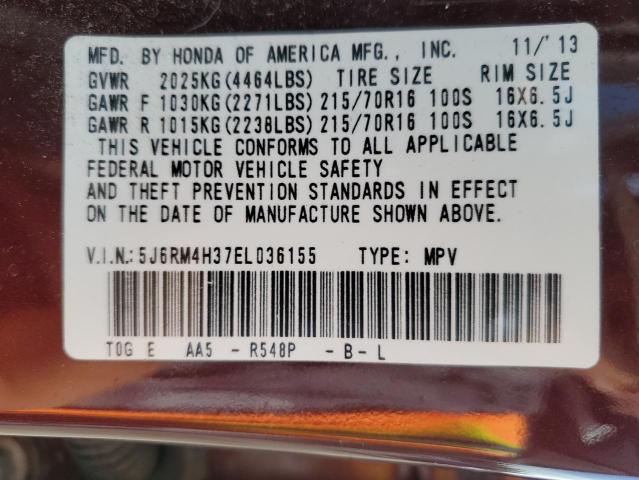 MFD. BY HONDA OF AMERICA MFG., INC. 11/'13
GVWR 2025KG(4464LBS) TIRE SIZE RIM SIZE
GAWR F 1030KG(2271LBS) 215/70R16 100S 16X6.5J
GAWR R 1015KG(2238LBS) 215/70R16 100S 16X6.5J
THIS VEHICLE CONFORMS TO ALL APPLICABLE
FEDERAL MOTOR VEHICLE SAFETY
AND THEFT PREVENTION STANDARDS IN EFFECT
ON THE DATE OF MANUFACTURE SHOWN ABOVE.
V.I.N.: 5J6RM4H37EL036155 TYPE: MPV
T0G E AA5 - R548P - B - L